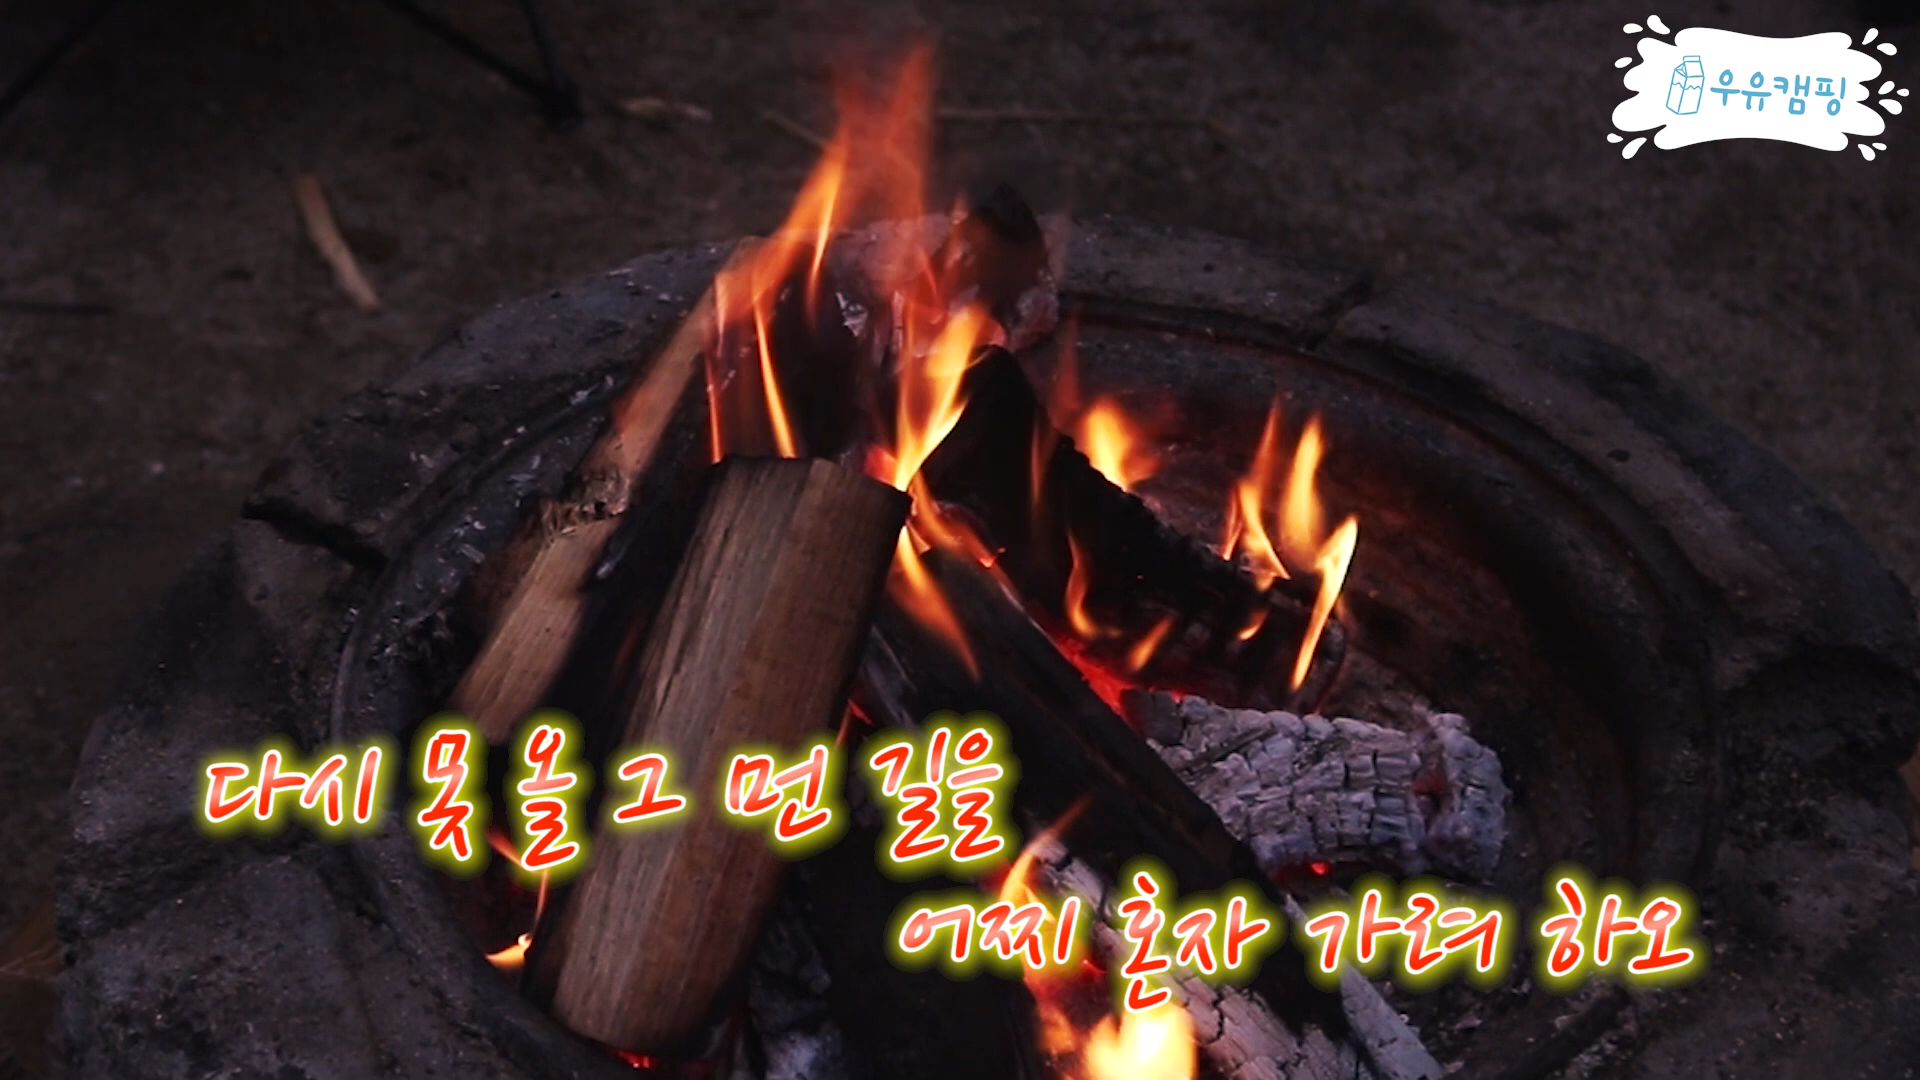 우유캠핑
다시 못 올 그 먼 길을
어찌 혼자 가려 하오